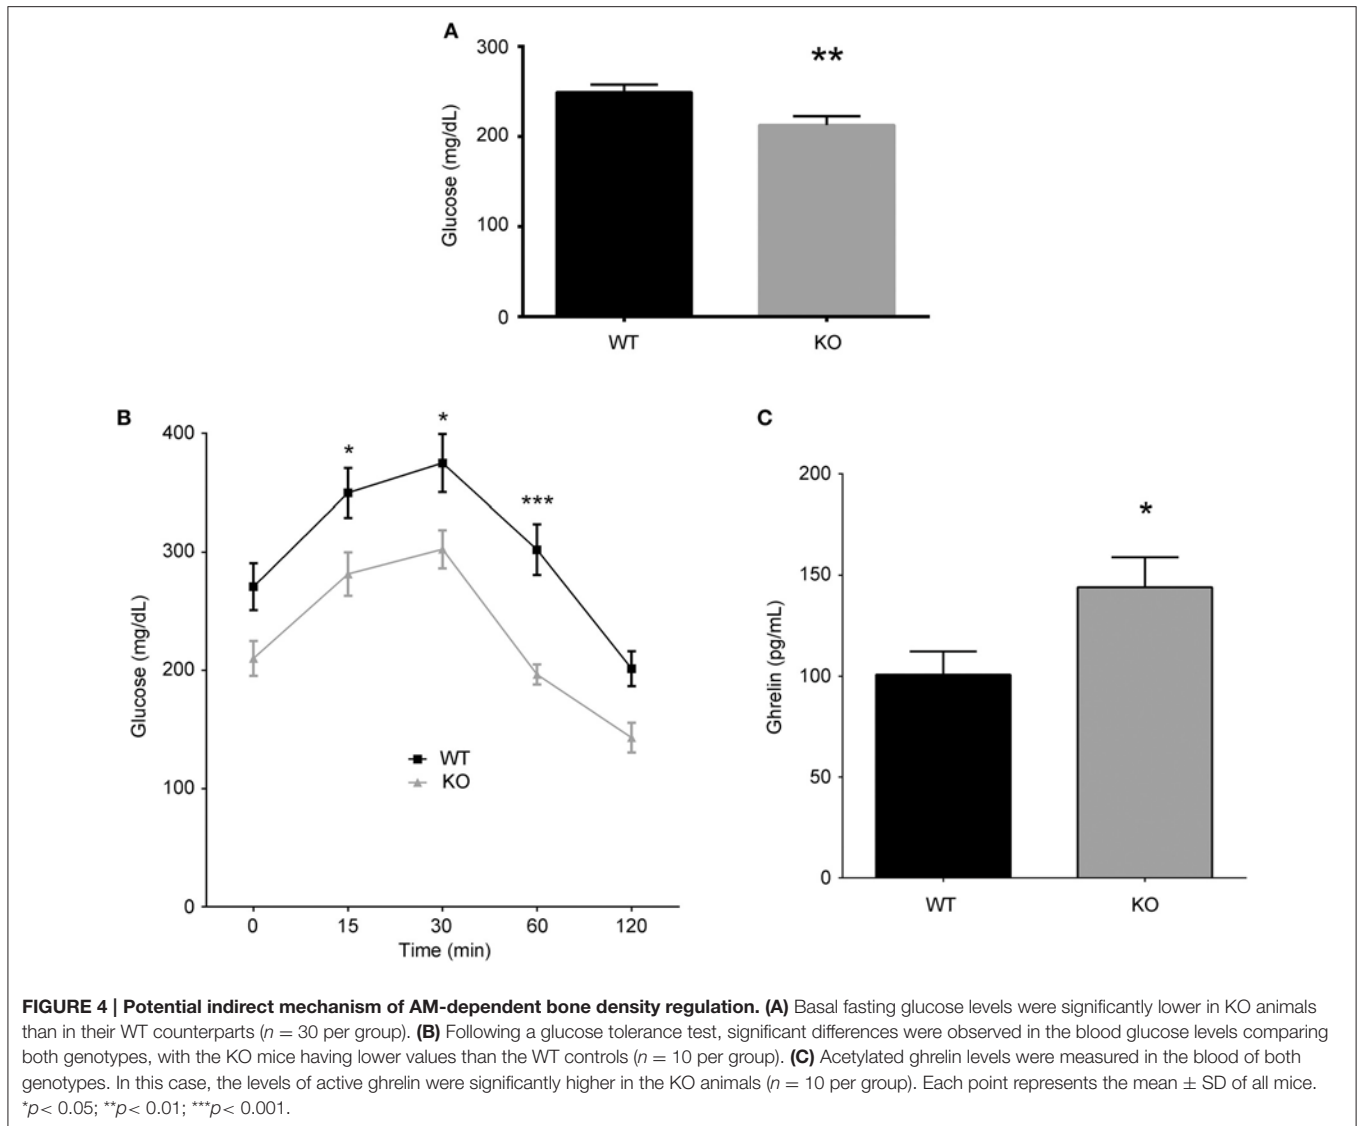 A
300
**
200
100
0
Glucose (mg/dL)
WT
KO
B
400
300
200
100
0
Glucose (mg/dL)
*
*
***
WT
KO
0 15 30 60 120
Time (min)
C
200
150
100
50
0
Ghrelin (pg/mL)
*
WT
KO
FIGURE 4 | Potential indirect mechanism of AM-dependent bone density regulation. (A) Basal fasting glucose levels were significantly lower in KO animals
than in their WT counterparts (n = 30 per group). (B) Following a glucose tolerance test, significant differences were observed in the blood glucose levels comparing
both genotypes, with the KO mice having lower values than the WT controls (n = 10 per group). (C) Acetylated ghrelin levels were measured in the blood of both
genotypes. In this case, the levels of active ghrelin were significantly higher in the KO animals (n = 10 per group). Each point represents the mean ± SD of all mice.
*p< 0.05; **p< 0.01; ***p< 0.001.